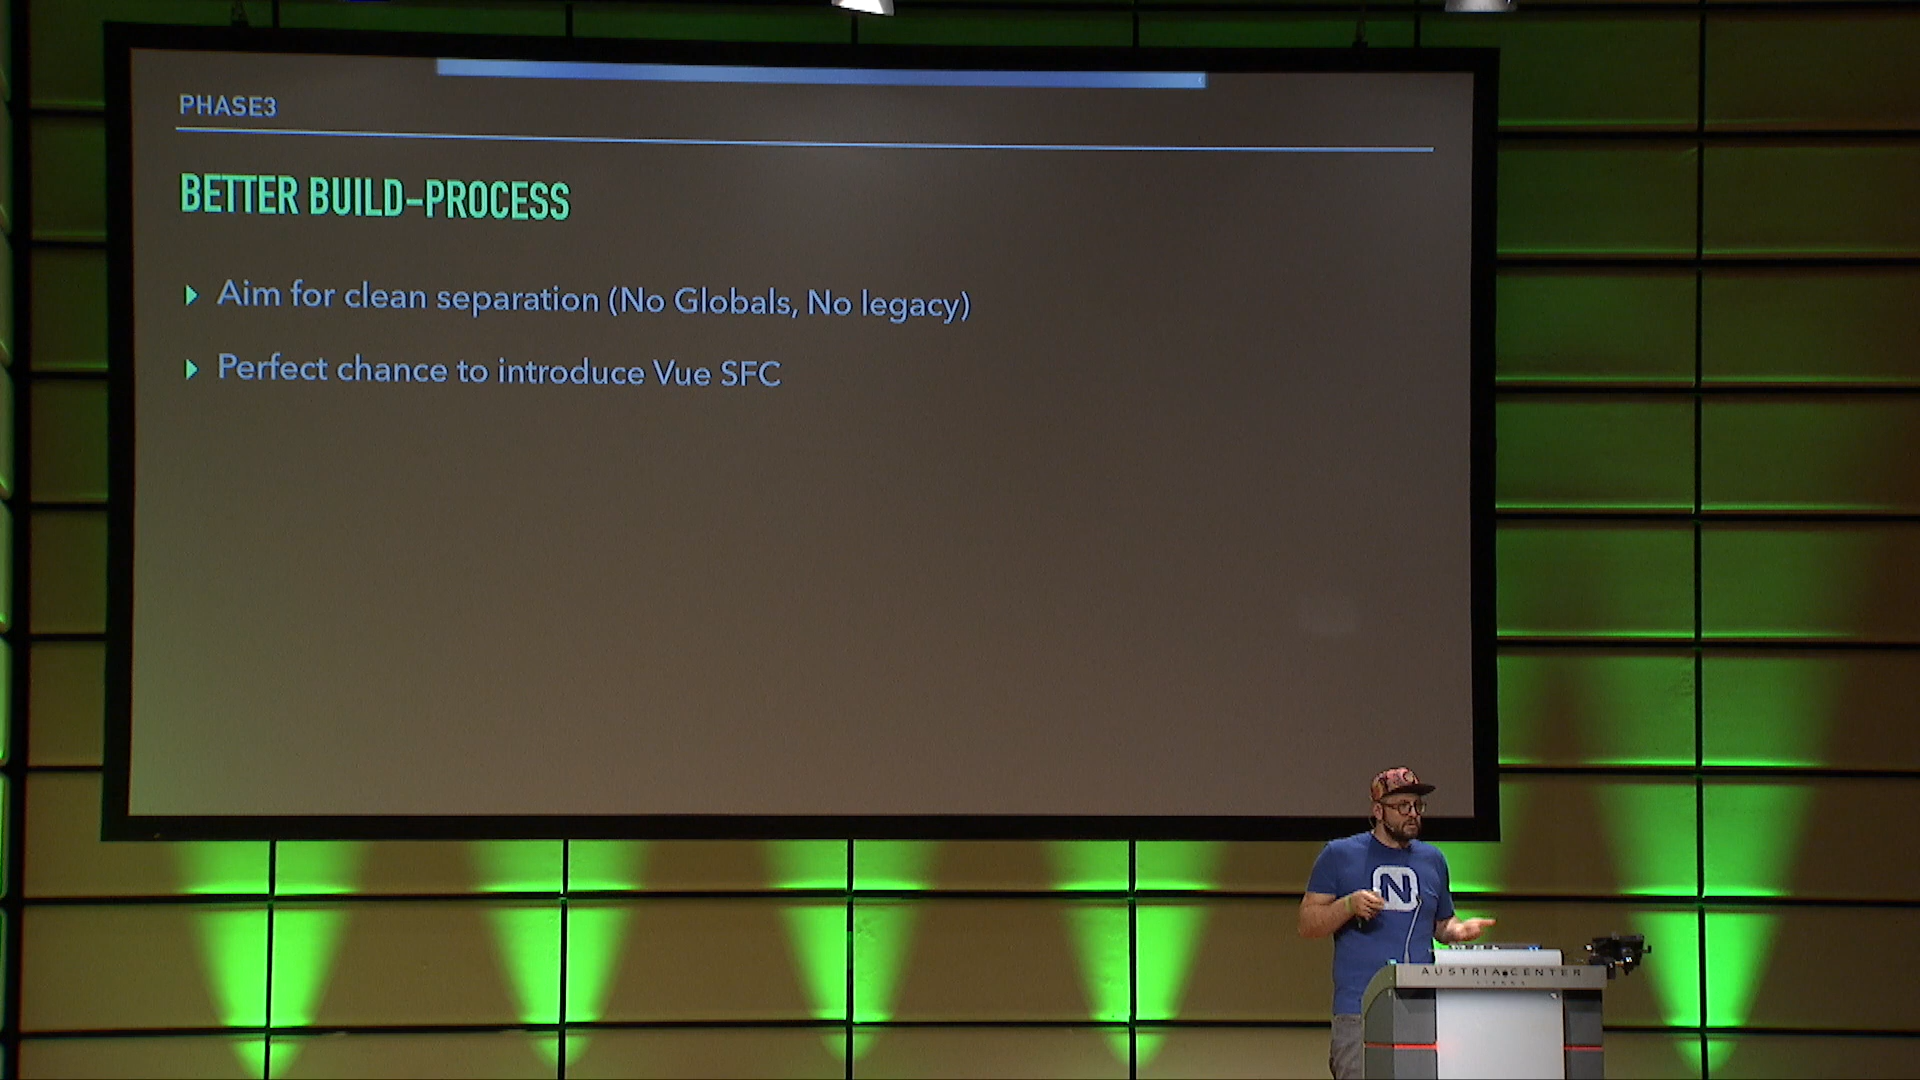 PHASE3
BETTER BUILD-PROCESS
Aim for clean separation (No Globals, No legacy)
Perfect chance to introduce Vue SFC
N
AUSTRIA CENTER